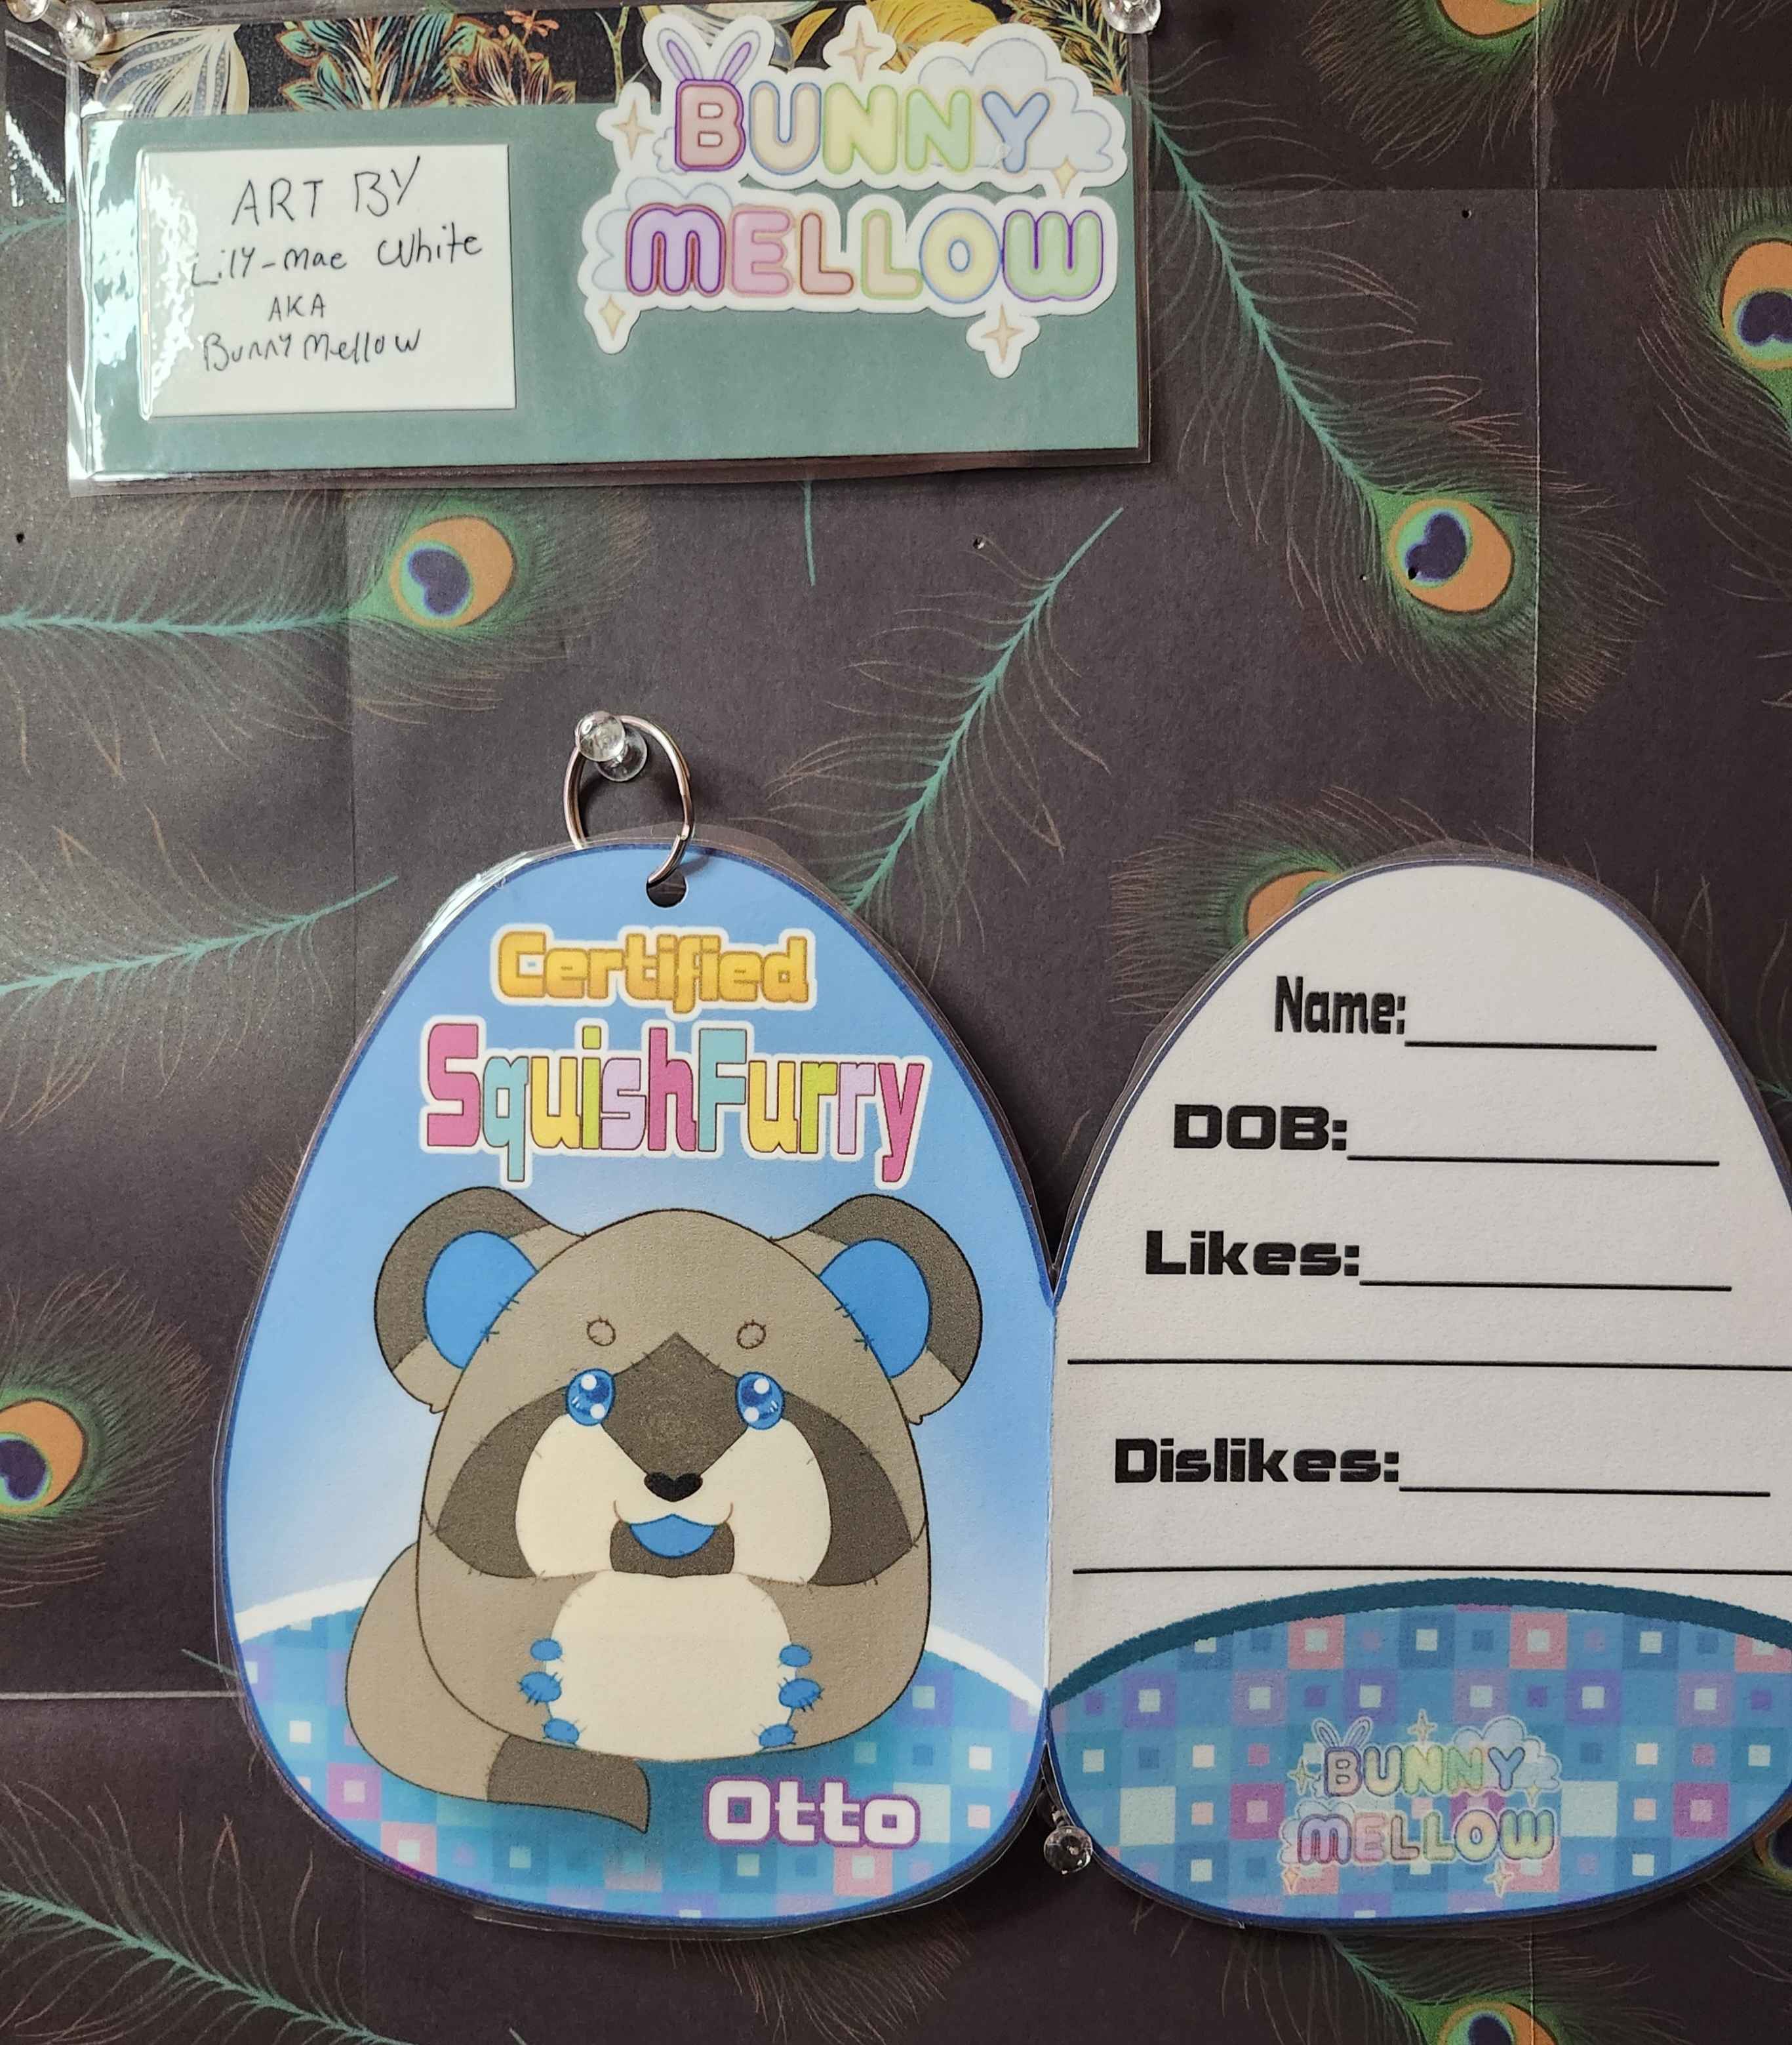 ART BY
Lily-mae White
AKA
Bunny Mellow
BUNNY
MELLOW
Certified
SquishFurry
Otto
Name:
DOB:
Likes:
Dislikes:
BUNNY
MELLOW